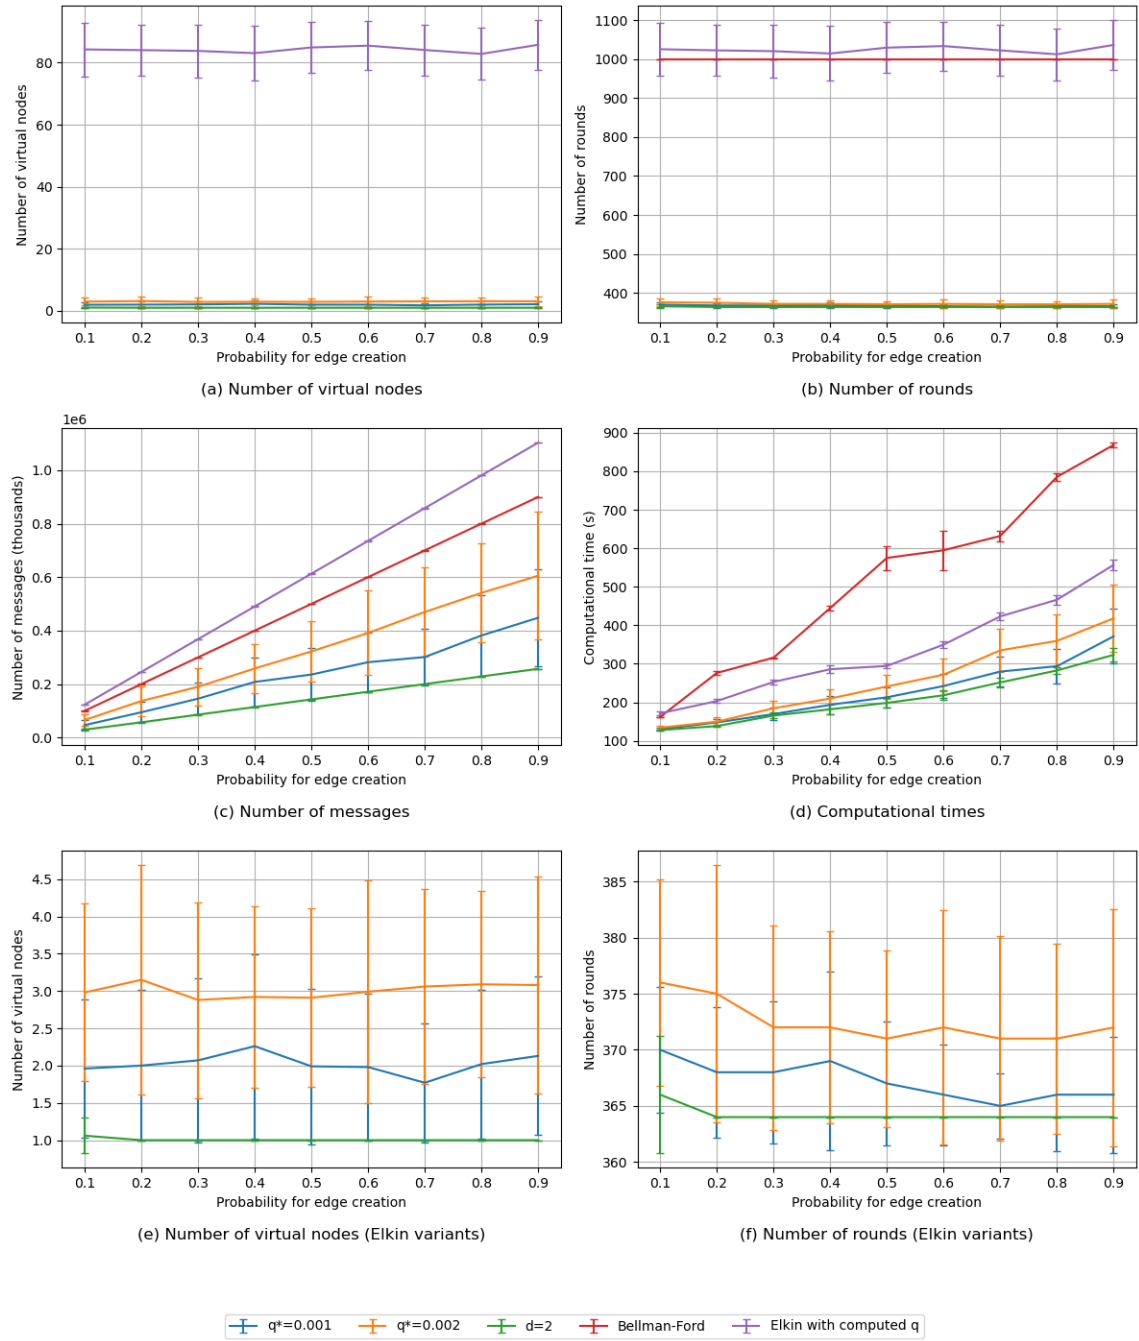 Number of virtual nodes
80
60
40
20
0
0.1 0.2 0.3 0.4 0.5 0.6 0.7 0.8 0.9
Probability for edge creation
(a) Number of virtual nodes
Number of rounds
1100
1000
900
800
700
600
500
400
0.1 0.2 0.3 0.4 0.5 0.6 0.7 0.8 0.9
Probability for edge creation
(b) Number of rounds
1e6
Number of messages (thousands)
1.0
0.8
0.6
0.4
0.2
0.0
0.1 0.2 0.3 0.4 0.5 0.6 0.7 0.8 0.9
Probability for edge creation
(c) Number of messages
Computational time (s)
900
800
700
600
500
400
300
200
100
0.1 0.2 0.3 0.4 0.5 0.6 0.7 0.8 0.9
Probability for edge creation
(d) Computational times
Number of virtual nodes
4.5
4.0
3.5
3.0
2.5
2.0
1.5
1.0
0.1 0.2 0.3 0.4 0.5 0.6 0.7 0.8 0.9
Probability for edge creation
(e) Number of virtual nodes (Elkin variants)
Number of rounds
385
380
375
370
365
360
0.1 0.2 0.3 0.4 0.5 0.6 0.7 0.8 0.9
Probability for edge creation
(f) Number of rounds (Elkin variants)
q*=0.001 q*=0.002 d=2 Bellman-Ford Elkin with computed q